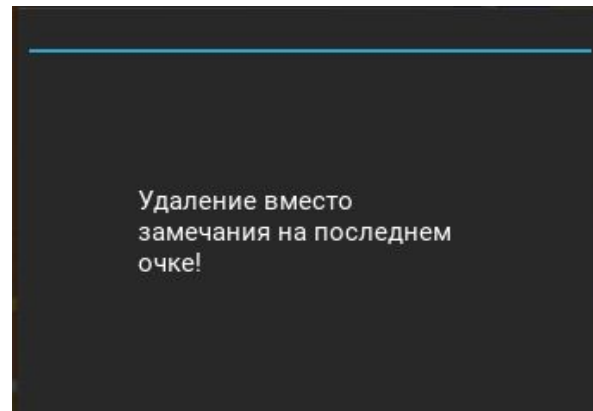 Удаление вместо
замечания на последнем
очке!